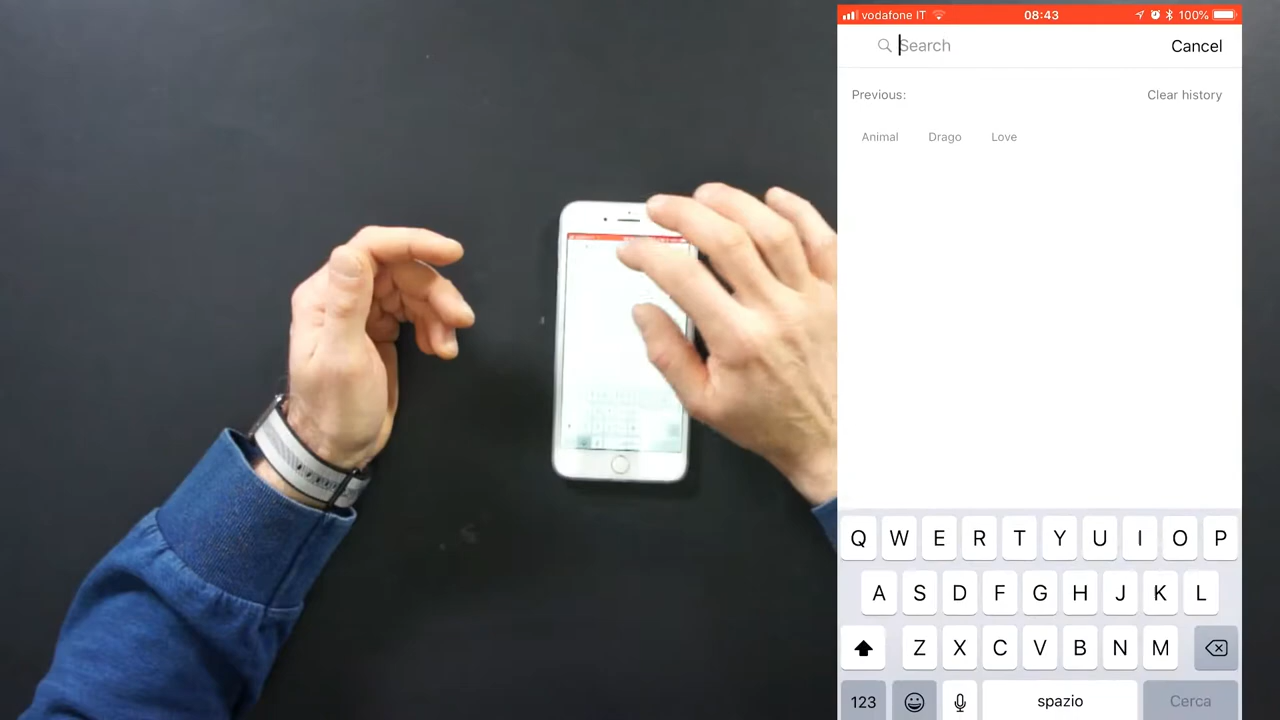 vodafone IT 08:43 100%
Search Cancel
Previous: Clear history
Animal Drago Love
Q W E R T Y U I O P
A S D F G H J K L
Z X C V B N M
123 spazio Cerca